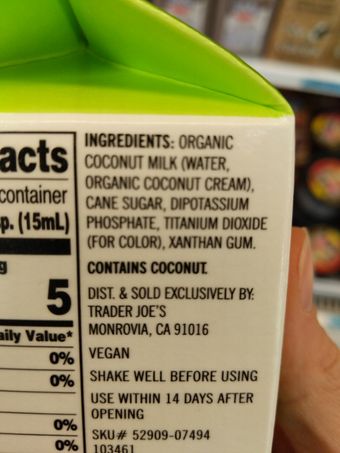 acts
container
p. (15mL)
g
5
aily Value*
0%
0%
0%
0%
INGREDIENTS: ORGANIC
COCONUT MILK (WATER,
ORGANIC COCONUT CREAM),
CANE SUGAR, DIPOTASSIUM
PHOSPHATE, TITANIUM DIOXIDE
(FOR COLOR), XANTHAN GUM.
CONTAINS COCONUT.
DIST. & SOLD EXCLUSIVELY BY:
TRADER JOE'S
MONROVIA, CA 91016
VEGAN
SHAKE WELL BEFORE USING
USE WITHIN 14 DAYS AFTER
OPENING
SKU# 52909-07494
103461